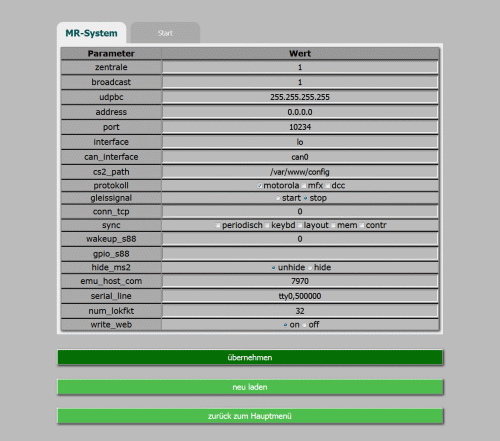 MR-System Start
Parameter Wert
zentrale 1
broadcast 1
udpbc 255.255.255.255
address 0.0.0.0
port 10234
interface lo
can_interface can0
cs2_path /var/www/config
protokoll motorola mfx dcc
gleissignal start stop
conn_tcp 0
sync periodisch keybd layout mem contr
wakeup_s88 0
gpio_s88
hide_ms2 unhide hide
emu_host_com 7970
serial_line tty0,500000
num_lokfkt 32
write_web on off
übernehmen
neu laden
zurück zum Hauptmenü